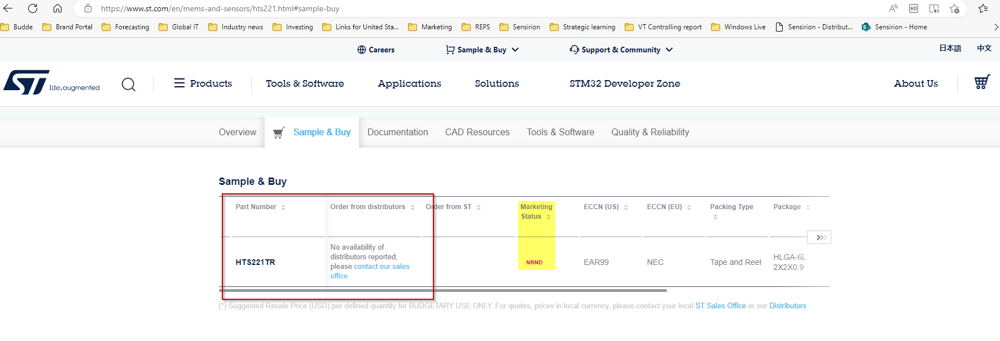 https://www.st.com/en/mems-and-sensors/hts221.html#sample-buy
A
HD
Budde Brand Portal Forecasting Global IT Industry news Investing Links for United Sta... Marketing REPS Sensirion Strategic learning VT Controlling report Windows Live Sensirion - Distribut... S Sensirion - Home
Careers Sample & Buy Support & Community 日本語 中文
ST life.augmented Products Tools & Software Applications Solutions STM32 Developer Zone About Us
Overview Sample & Buy Documentation CAD Resources Tools & Software Quality & Reliability
Sample & Buy
Part Number Order from distributors Order from ST Marketing Status ECCN (US) ECCN (EU) Packing Type Package
HTS221TR
No availability of
distributors reported,
please contact our sales
office
NRND
EAR99
NEC
Tape and Reel
HLGA-6L
2X2X0.9
(*) Suggested Resale Price (USD) per defined quantity for BUDGETARY USE ONLY. For quotes, prices in local currency, please contact your local ST Sales Office or our Distributors